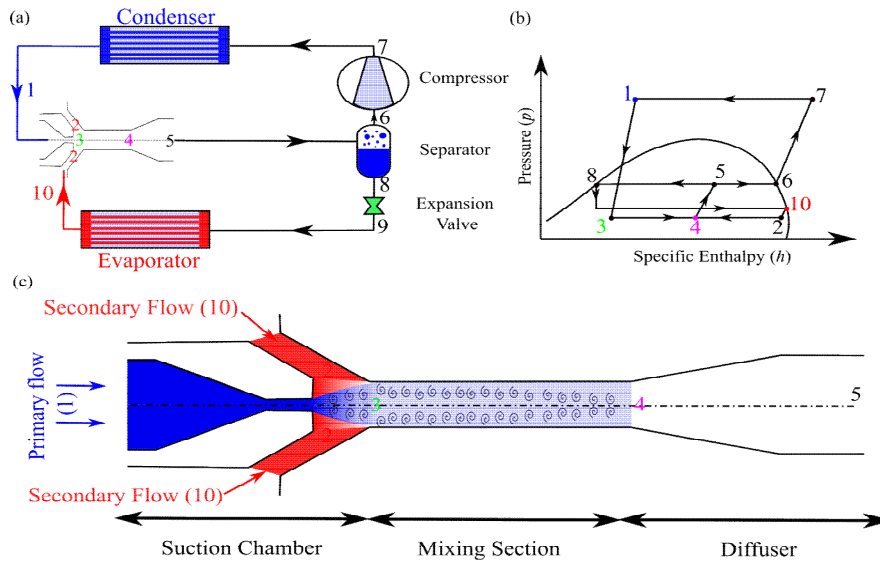 (a)
Condenser
7
Compressor
1
2
3
4
5
6
Separator
2
8
10
Expansion
Valve
9
Evaporator
(b)
Pressure (p)
1
7
8
5
6
10
3
4
2
Specific Enthalpy (h)
(c)
Secondary Flow (10)
Primary flow
(1)
2
3
4
5
2
Secondary Flow (10)
Suction Chamber
Mixing Section
Diffuser